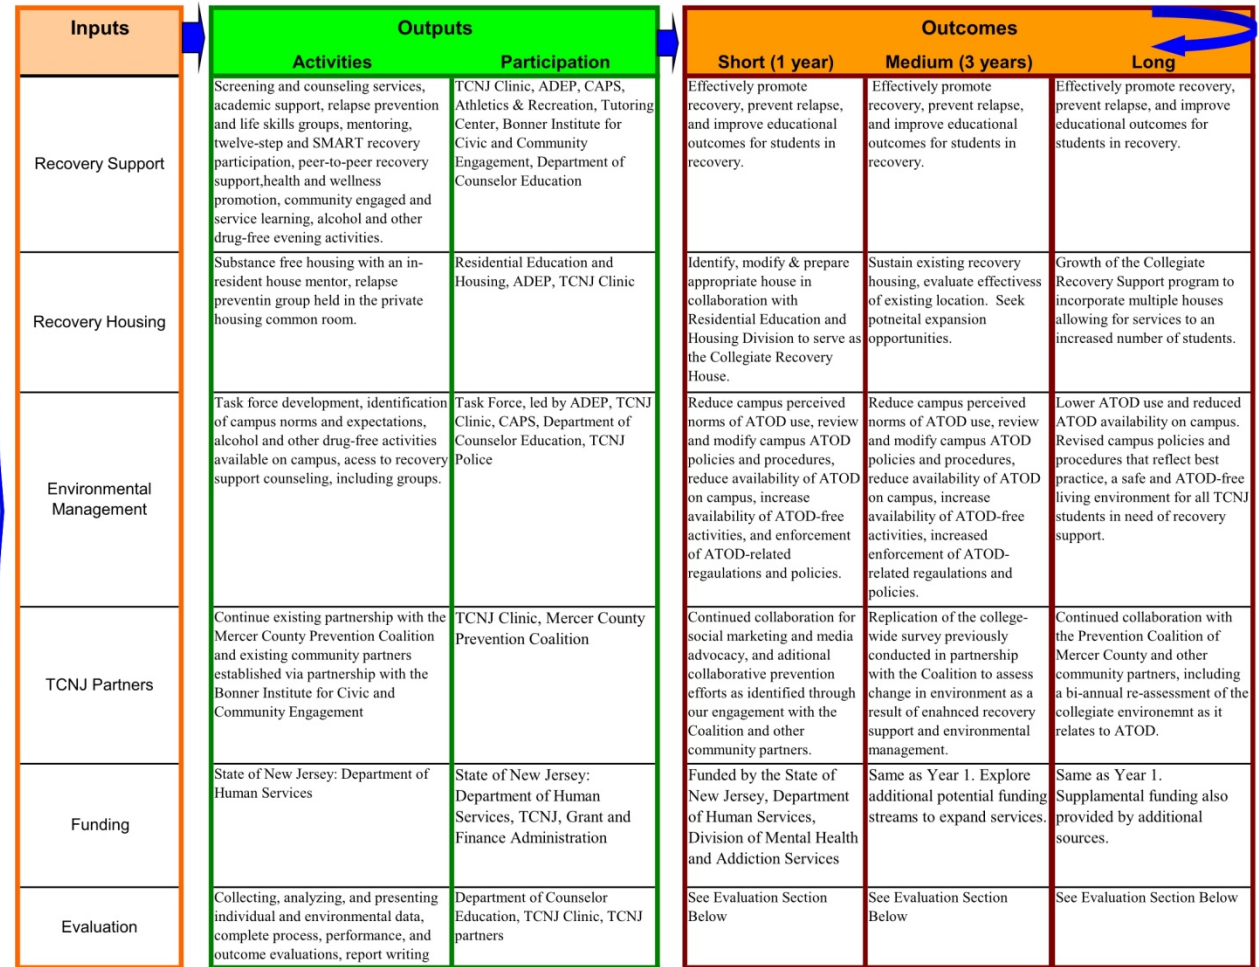 Inputs
Outputs
Activities
Participation
Outcomes
Short (1 year)
Medium (3 years)
Long
Recovery Support
Screening and counseling services,
academic support, relapse prevention
and life skills groups, mentoring,
twelve-step and SMART recovery
participation, peer-to-peer recovery
support,health and wellness
promotion, community engaged and
service learning, alcohol and other
drug-free evening activities.
TCNJ Clinic, ADEP, CAPS,
Athletics & Recreation, Tutoring
Center, Bonner Institute for
Civic and Community
Engagement, Department of
Counselor Education
Effectively promote
recovery, prevent relapse,
and improve educational
outcomes for students in
recovery.
Effectively promote
recovery, prevent relapse,
and improve educational
outcomes for students in
recovery.
Effectively promote recovery,
prevent relapse, and improve
educational outcomes for
students in recovery.
Recovery Housing
Substance free housing with an in-
resident house mentor, relapse
preventin group held in the private
housing common room.
Residential Education and
Housing, ADEP, TCNJ Clinic
Identify, modify & prepare
appropriate house in
collaboration with
Residential Education and
Housing Division to serve as
the Collegiate Recovery
House.
Sustain existing recovery
housing, evaluate effectivess
of existing location. Seek
potneital expansion
opportunities.
Growth of the Collegiate
Recovery Support program to
incorporate multiple houses
allowing for services to an
increased number of students.
Environmental
Management
Task force development, identification
of campus norms and expectations,
alcohol and other drug-free activities
available on campus, acess to recovery
support counseling, including groups.
Task Force, led by ADEP, TCNJ
Clinic, CAPS, Department of
Counselor Education, TCNJ
Police
Reduce campus perceived
norms of ATOD use, review
and modify campus ATOD
policies and procedures,
reduce availability of ATOD
on campus, increase
availability of ATOD-free
activities, and enforcement
of ATOD-related
regaulations and policies.
Reduce campus perceived
norms of ATOD use, review
and modify campus ATOD
policies and procedures,
reduce availability of ATOD
on campus, increase
availability of ATOD-free
activities, increased
enforcement of ATOD-
related regaulations and
policies.
Lower ATOD use and reduced
ATOD availability on campus.
Revised campus policies and
procedures that reflect best
practice, a safe and ATOD-free
living environment for all TCNJ
students in need of recovery
support.
TCNJ Partners
Continue existing partnership with the
Mercer County Prevention Coalition
and existing community partners
established via partnership with the
Bonner Institute for Civic and
Community Engagement
TCNJ Clinic, Mercer County
Prevention Coalition
Continued collaboration for
social marketing and media
advocacy, and aditional
collaborative prevention
efforts as identified through
our engagement with the
Coalition and other
community partners.
Replication of the college-
wide survey previously
conducted in partnership
with the Coalition to assess
change in environment as a
result of enahnced recovery
support and environmental
management.
Continued collaboration with
the Prevention Coalition of
Mercer County and other
community partners, including
a bi-annual re-assessment of the
collegiate environemnt as it
relates to ATOD.
Funding
State of New Jersey: Department of
Human Services
State of New Jersey:
Department of Human
Services, TCNJ, Grant and
Finance Administration
Funded by the State of
New Jersey, Department
of Human Services,
Division of Mental Health
and Addiction Services
Same as Year 1. Explore
additional potential funding
streams to expand services.
Same as Year 1.
Supplamental funding also
provided by additional
sources.
Evaluation
Collecting, analyzing, and presenting
individual and environmental data,
complete process, performance, and
outcome evaluations, report writing
Department of Counselor
Education, TCNJ Clinic, TCNJ
partners
See Evaluation Section
Below
See Evaluation Section
Below
See Evaluation Section Below